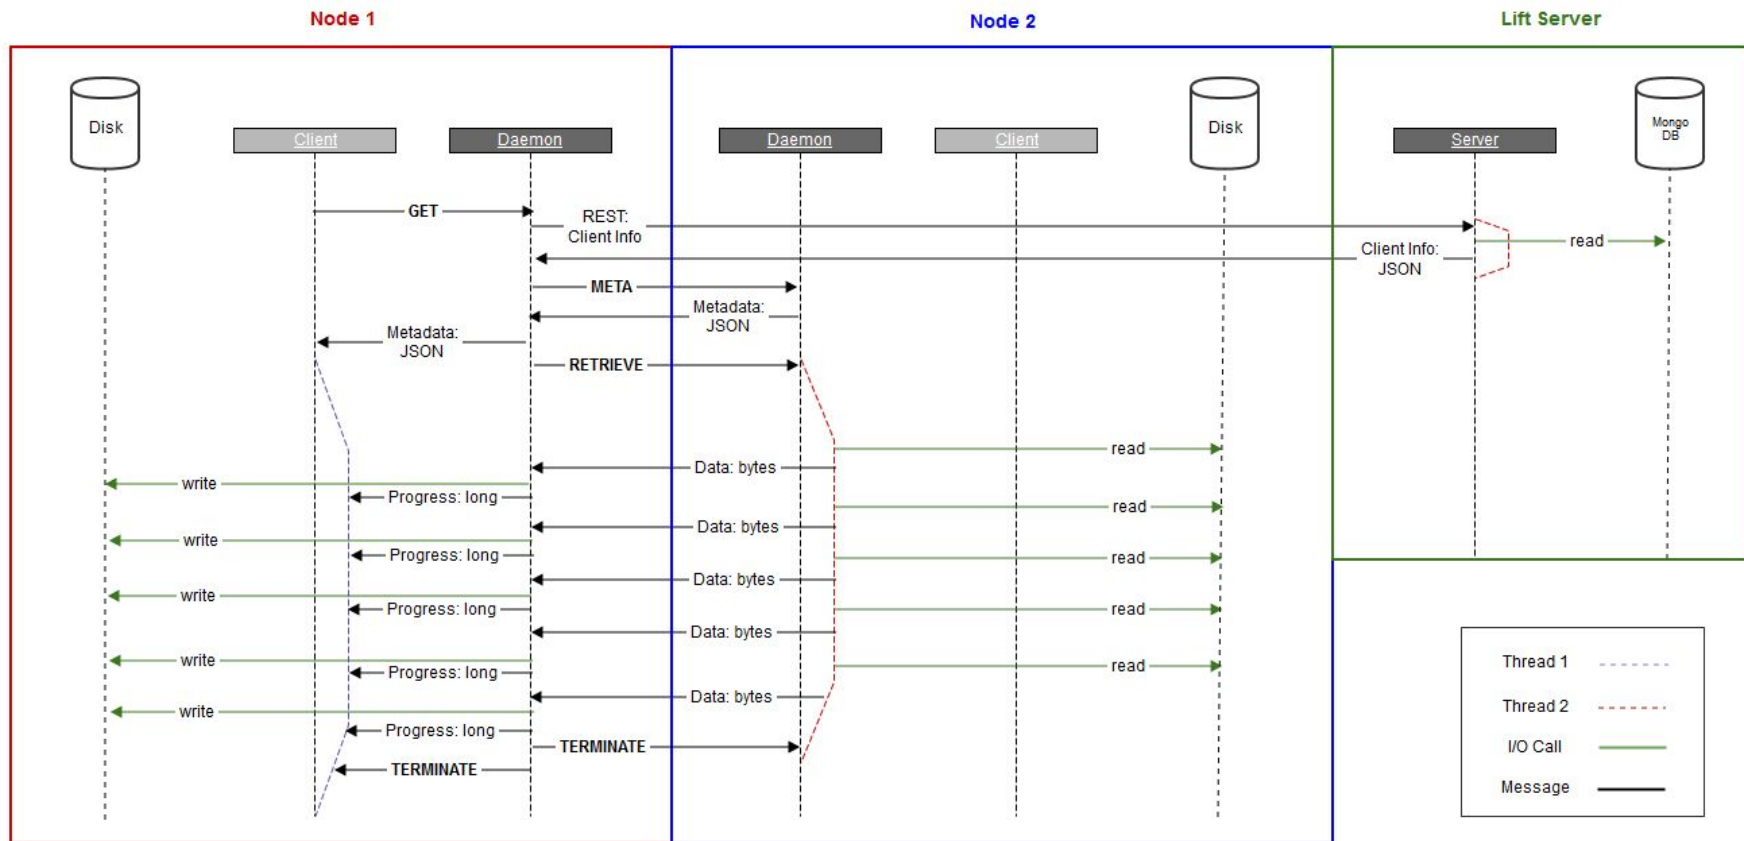 Node 1
Node 2
Lift Server
Disk
Client
Daemon
Daemon
Client
Disk
Server
Mongo
DB
GET
REST:
Client Info
read
Client Info:
JSON
META
Metadata:
JSON
Metadata:
JSON
RETRIEVE
read
Data: bytes
write
Progress: long
read
Data: bytes
write
Progress: long
read
Data: bytes
write
Progress: long
read
Data: bytes
write
Progress: long
read
Data: bytes
write
Progress: long
TERMINATE
TERMINATE
Thread 1
Thread 2
I/O Call
Message